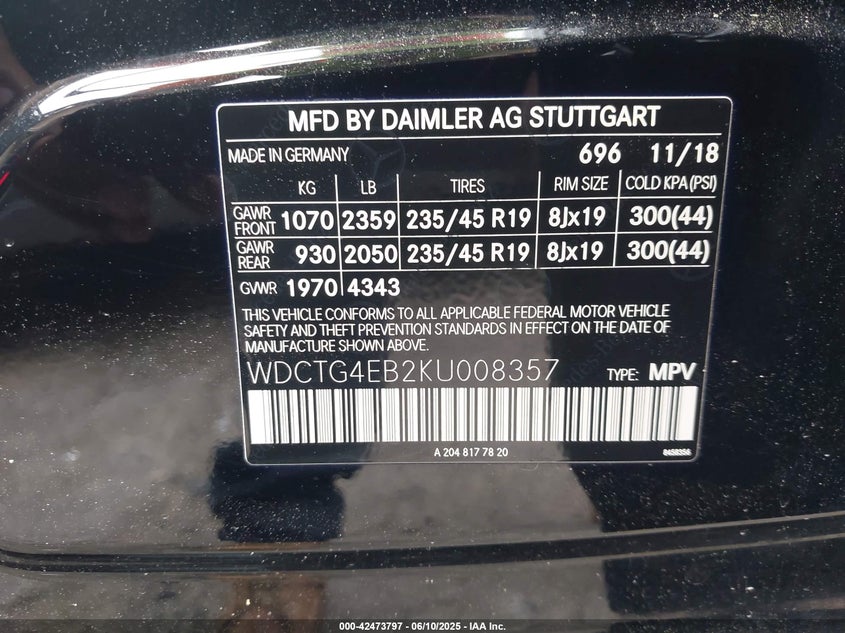 MFD BY DAIMLER AG STUTTGART
MADE IN GERMANY 696 11/18
KG LB TIRES RIM SIZE COLD KPA (PSI)
GAWR FRONT 1070 2359 235/45 R19 8Jx19 300(44)
GAWR REAR 930 2050 235/45 R19 8Jx19 300(44)
GVWR 1970 4343
THIS VEHICLE CONFORMS TO ALL APPLICABLE FEDERAL MOTOR VEHICLE
SAFETY AND THEFT PREVENTION STANDARDS IN EFFECT ON THE DATE OF
MANUFACTURE SHOWN ABOVE.
WDCTG4EB2KU008357 TYPE: MPV
A 204 817 78 20 8458356
000-42473797 - 06/10/2025 - IAA Inc.